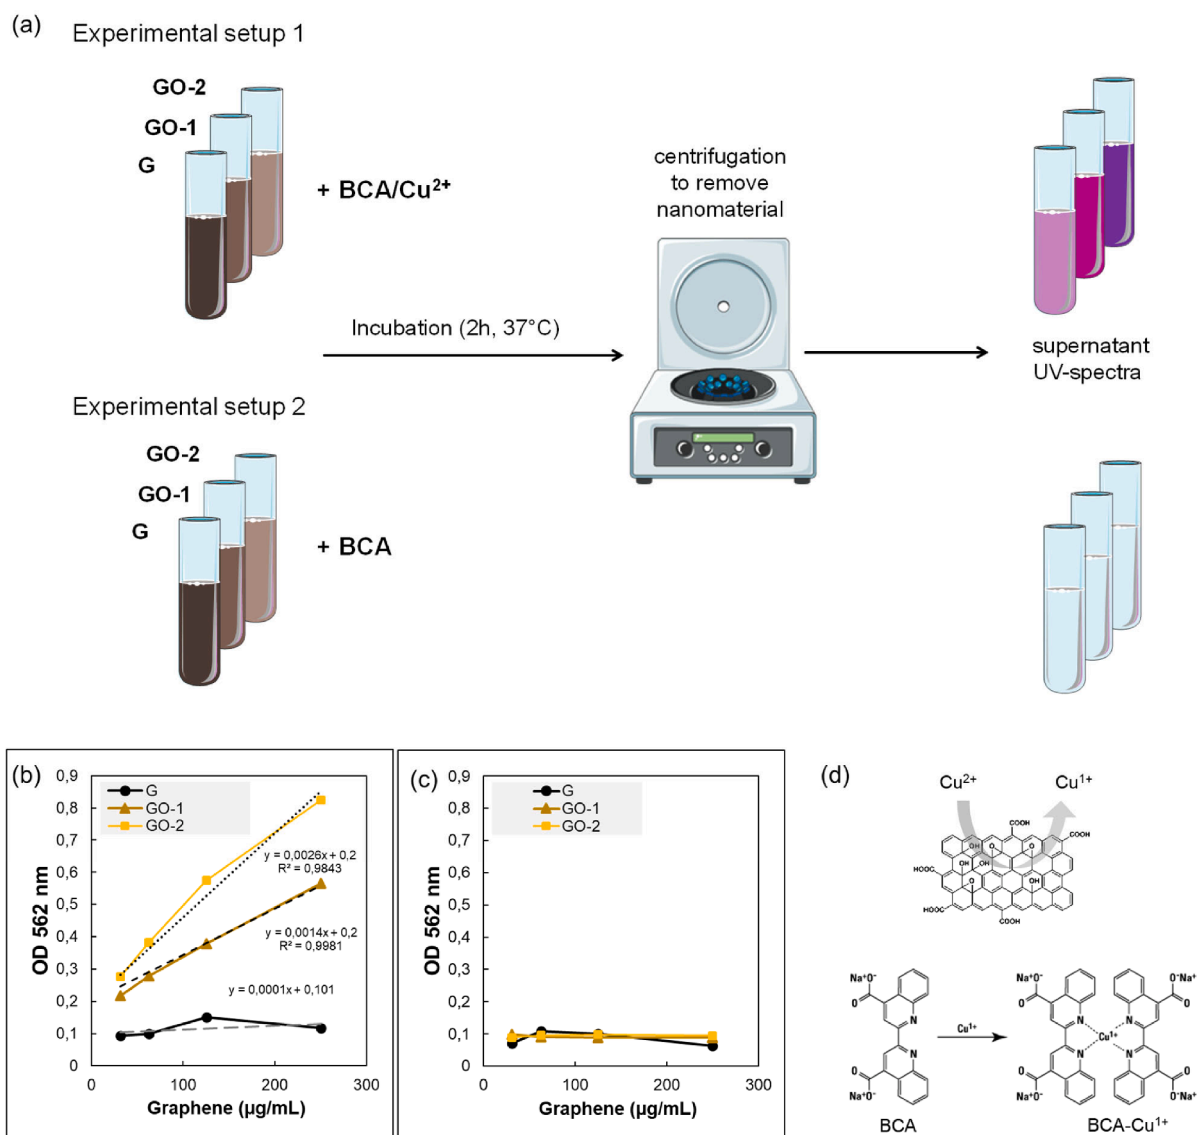 (a)
Experimental setup 1
GO-2
GO-1
G
+ BCA/Cu²⁺
centrifugation
to remove
nanomaterial
Incubation (2h, 37°C)
supernatant
UV-spectra
Experimental setup 2
GO-2
GO-1
G
+ BCA
(b)
0,9
0,8
0,7
0,6
0,5
0,4
0,3
0,2
0,1
0
OD 562 nm
G
GO-1
GO-2
y = 0,0026x + 0,2
R² = 0,9843
y = 0,0014x + 0,2
R² = 0,9981
y = 0,0001x + 0,101
0 100 200 300
Graphene (µg/mL)
(c)
0,9
0,8
0,7
0,6
0,5
0,4
0,3
0,2
0,1
0
OD 562 nm
G
GO-1
GO-2
0 100 200 300
Graphene (µg/mL)
(d)
Cu²⁺ Cu¹⁺
COOH
COOH
OH O O
OH OH
HOOC
O OH
HOOC
COOH
Na⁺O⁻
O
N
N
O
Na⁺O⁻
BCA
Cu¹⁺
Na⁺O⁻ O⁻Na⁺
O O
N N
Cu¹⁺
N N
O O
Na⁺O⁻ O⁻Na⁺
BCA-Cu¹⁺